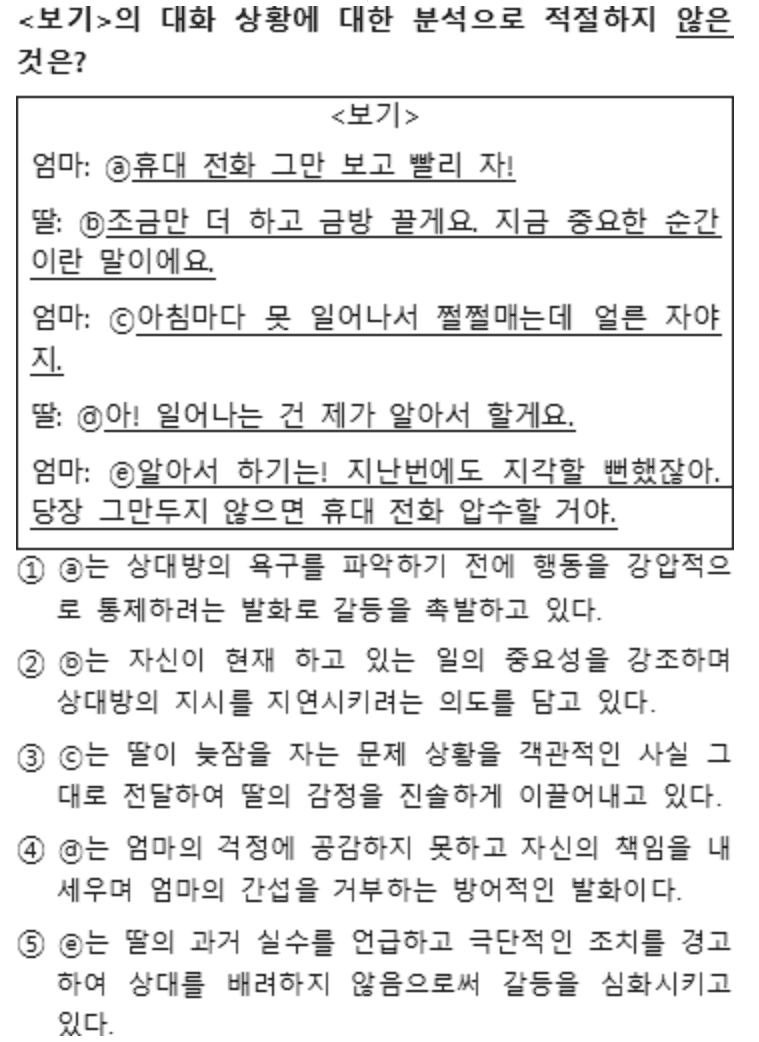 <보기>의 대화 상황에 대한 분석으로 적절하지 않은
것은?
<보기>
엄마: ⓐ휴대 전화 그만 보고 빨리 자!
딸: ⓑ조금만 더 하고 금방 끌게요. 지금 중요한 순간
이란 말이에요.
엄마: ⓒ아침마다 못 일어나서 쩔쩔매는데 얼른 자야
지.
딸: ⓓ아! 일어나는 건 제가 알아서 할게요.
엄마: ⓔ알아서 하기는! 지난번에도 지각할 뻔했잖아.
당장 그만두지 않으면 휴대 전화 압수할 거야.
① ⓐ는 상대방의 욕구를 파악하기 전에 행동을 강압적으
로 통제하려는 발화로 갈등을 촉발하고 있다.
② ⓑ는 자신이 현재 하고 있는 일의 중요성을 강조하며
상대방의 지시를 지연시키려는 의도를 담고 있다.
③ ⓒ는 딸이 늦잠을 자는 문제 상황을 객관적인 사실 그
대로 전달하여 딸의 감정을 진솔하게 이끌어내고 있다.
④ ⓓ는 엄마의 걱정에 공감하지 못하고 자신의 책임을 내
세우며 엄마의 간섭을 거부하는 방어적인 발화이다.
⑤ ⓔ는 딸의 과거 실수를 언급하고 극단적인 조치를 경고
하여 상대를 배려하지 않음으로써 갈등을 심화시키고
있다.